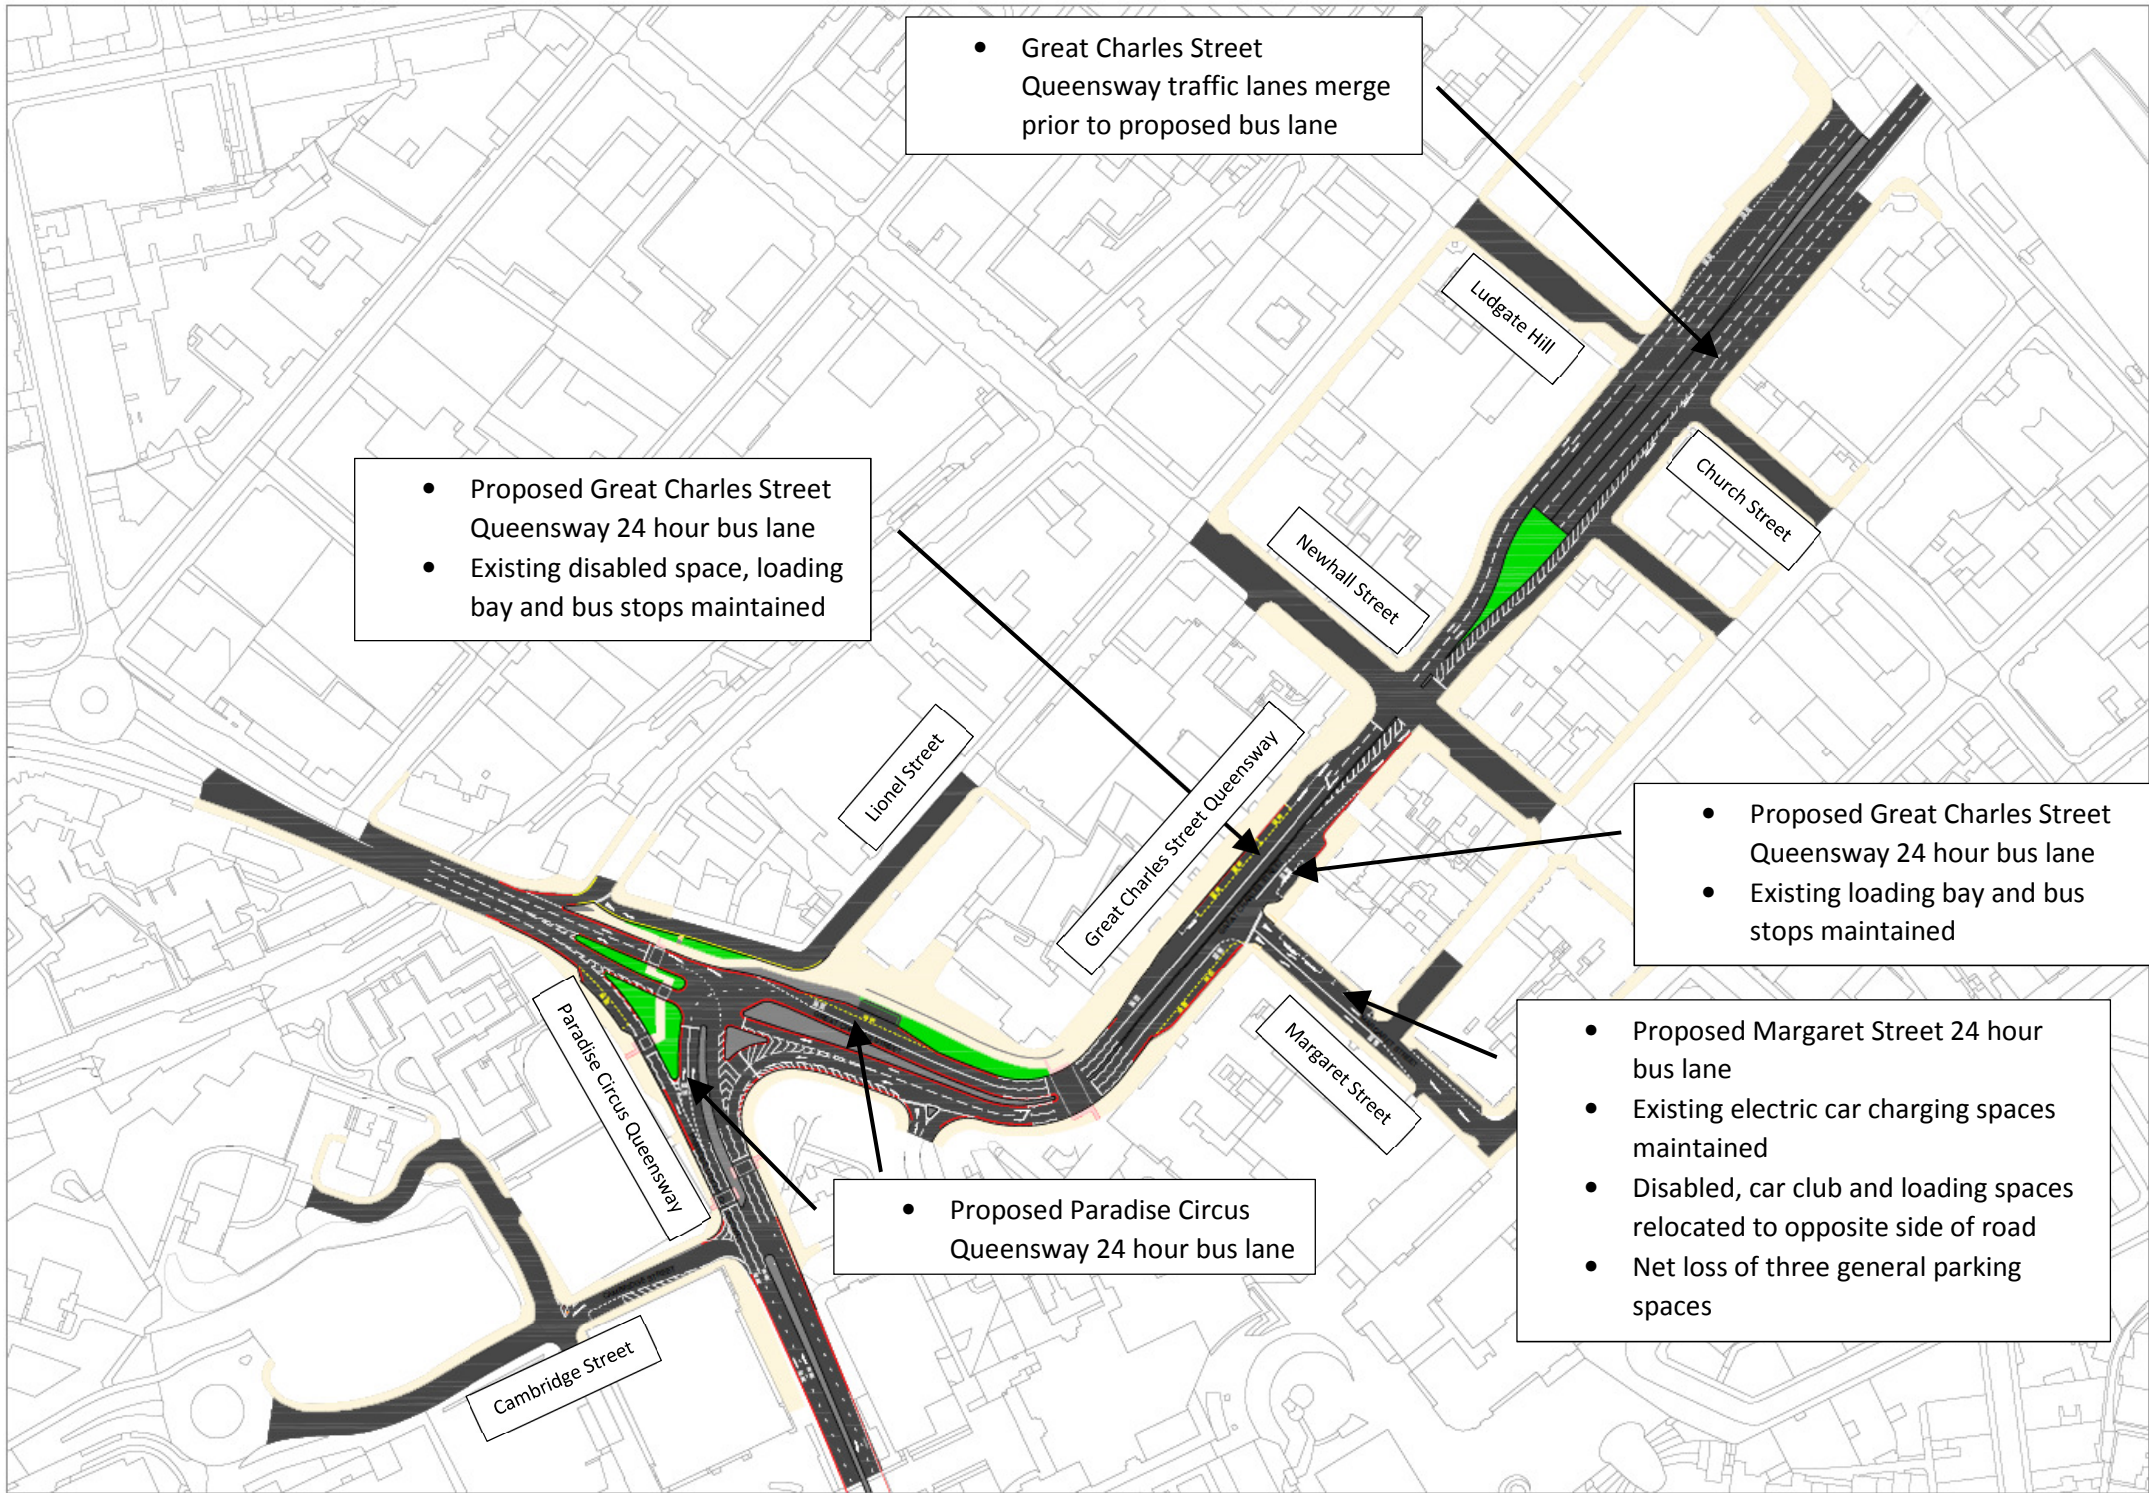 • Great Charles Street
Queensway traffic lanes merge
prior to proposed bus lane
Ludgate Hill
Church Street
• Proposed Great Charles Street
Queensway 24 hour bus lane
• Existing disabled space, loading
bay and bus stops maintained
Newhall Street
Lionel Street
Great Charles Street Queensway
• Proposed Great Charles Street
Queensway 24 hour bus lane
• Existing loading bay and bus
stops maintained
Paradise Circus Queensway
Margaret Street
• Proposed Margaret Street 24 hour
bus lane
• Existing electric car charging spaces
maintained
• Disabled, car club and loading spaces
relocated to opposite side of road
• Net loss of three general parking
spaces
• Proposed Paradise Circus
Queensway 24 hour bus lane
Cambridge Street